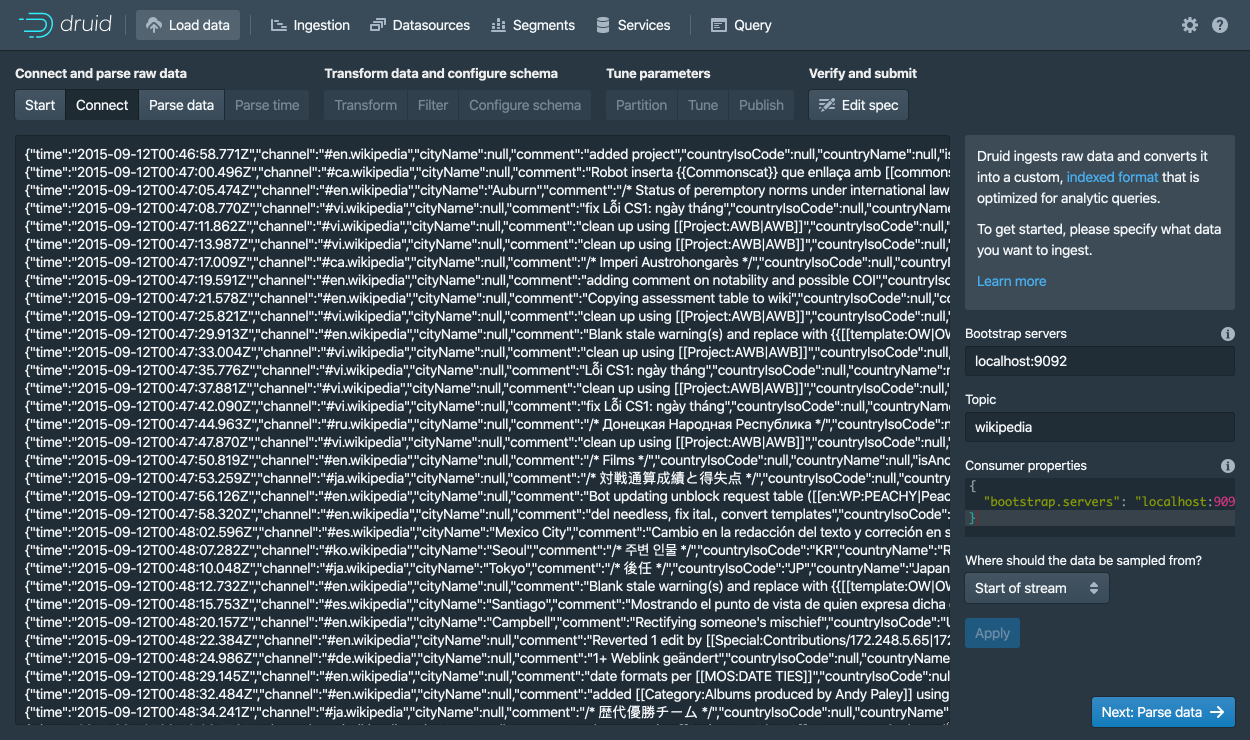 druid Load data Ingestion Datasources Segments Services Query
Connect and parse raw data Transform data and configure schema Tune parameters Verify and submit
Start Connect Parse data Parse time Transform Filter Configure schema Partition Tune Publish Edit spec
{"time":"2015-09-12T00:46:58.771Z","channel":"#en.wikipedia","cityName":null,"comment":"added project","countryIsoCode":null,"countryName":null,"is
{"time":"2015-09-12T00:47:00.496Z","channel":"#ca.wikipedia","cityName":null,"comment":"Robot inserta {{Commonscat}} que enllaça amb [[commons
{"time":"2015-09-12T00:47:05.474Z","channel":"#en.wikipedia","cityName":"Auburn","comment":"/* Status of peremptory norms under international law
{"time":"2015-09-12T00:47:08.770Z","channel":"#vi.wikipedia","cityName":null,"comment":"fix Lỗi CS1: ngày tháng","countryIsoCode":null,"countryName
{"time":"2015-09-12T00:47:11.862Z","channel":"#vi.wikipedia","cityName":null,"comment":"clean up using [[Project:AWB|AWB]]","countryIsoCode":null,"
{"time":"2015-09-12T00:47:13.987Z","channel":"#vi.wikipedia","cityName":null,"comment":"clean up using [[Project:AWB|AWB]]","countryIsoCode":null,"
{"time":"2015-09-12T00:47:17.009Z","channel":"#ca.wikipedia","cityName":null,"comment":"/* Imperi Austrohongarès */","countryIsoCode":null,"countryN
{"time":"2015-09-12T00:47:19.591Z","channel":"#en.wikipedia","cityName":null,"comment":"adding comment on notability and possible COI","countryIso
{"time":"2015-09-12T00:47:21.578Z","channel":"#en.wikipedia","cityName":null,"comment":"Copying assessment table to wiki","countryIsoCode":null,"co
{"time":"2015-09-12T00:47:25.821Z","channel":"#vi.wikipedia","cityName":null,"comment":"clean up using [[Project:AWB|AWB]]","countryIsoCode":null,"
{"time":"2015-09-12T00:47:29.913Z","channel":"#en.wikipedia","cityName":null,"comment":"Blank stale warning(s) and replace with {{[[template:OW|OW
{"time":"2015-09-12T00:47:33.004Z","channel":"#vi.wikipedia","cityName":null,"comment":"clean up using [[Project:AWB|AWB]]","countryIsoCode":null,
{"time":"2015-09-12T00:47:35.776Z","channel":"#vi.wikipedia","cityName":null,"comment":"Lỗi CS1: ngày tháng","countryIsoCode":null,"countryName":n
{"time":"2015-09-12T00:47:37.881Z","channel":"#vi.wikipedia","cityName":null,"comment":"clean up using [[Project:AWB|AWB]]","countryIsoCode":null,"
{"time":"2015-09-12T00:47:42.090Z","channel":"#vi.wikipedia","cityName":null,"comment":"fix Lỗi CS1: ngày tháng","countryIsoCode":null,"countryNam
{"time":"2015-09-12T00:47:44.963Z","channel":"#ru.wikipedia","cityName":null,"comment":"/* Донецкая Народная Республика */","countryIsoCode":n
{"time":"2015-09-12T00:47:47.870Z","channel":"#vi.wikipedia","cityName":null,"comment":"clean up using [[Project:AWB|AWB]]","countryIsoCode":null,"
{"time":"2015-09-12T00:47:50.819Z","channel":"#en.wikipedia","cityName":null,"comment":"/* Films */","countryIsoCode":null,"countryName":null,"isAno
{"time":"2015-09-12T00:47:53.259Z","channel":"#ja.wikipedia","cityName":null,"comment":"/* 対戦通算成績と得失点 */","countryIsoCode":null,"
{"time":"2015-09-12T00:47:56.126Z","channel":"#en.wikipedia","cityName":null,"comment":"Bot updating unblock request table ([[en:WP:PEACHY|Peac
{"time":"2015-09-12T00:47:58.320Z","channel":"#en.wikipedia","cityName":null,"comment":"del needless, fix ital., convert templates","countryIsoCode":
{"time":"2015-09-12T00:48:02.596Z","channel":"#es.wikipedia","cityName":"Mexico City","comment":"Cambio en la redacción del texto y correción en s
{"time":"2015-09-12T00:48:07.282Z","channel":"#ko.wikipedia","cityName":"Seoul","comment":"/* 주변 인물 */","countryIsoCode":"KR","countryName":"R
{"time":"2015-09-12T00:48:10.048Z","channel":"#ja.wikipedia","cityName":"Tokyo","comment":"/* 後任 */","countryIsoCode":"JP","countryName":"Japan
{"time":"2015-09-12T00:48:12.732Z","channel":"#en.wikipedia","cityName":null,"comment":"Blank stale warning(s) and replace with {{[[template:OW|OW
{"time":"2015-09-12T00:48:15.753Z","channel":"#es.wikipedia","cityName":"Santiago","comment":"Mostrando el punto de vista de quien expresa dicha
{"time":"2015-09-12T00:48:20.157Z","channel":"#en.wikipedia","cityName":"Campbell","comment":"Rectifying someone's mischief","countryIsoCode":"U
{"time":"2015-09-12T00:48:22.384Z","channel":"#en.wikipedia","cityName":null,"comment":"Reverted 1 edit by [[Special:Contributions/172.248.5.65|172
{"time":"2015-09-12T00:48:24.986Z","channel":"#de.wikipedia","cityName":null,"comment":"1+ Weblink geändert","countryIsoCode":null,"countryName
{"time":"2015-09-12T00:48:29.145Z","channel":"#en.wikipedia","cityName":null,"comment":"date formats per [[MOS:DATE TIES]]","countryIsoCode":nul
{"time":"2015-09-12T00:48:32.484Z","channel":"#en.wikipedia","cityName":null,"comment":"added [[Category:Albums produced by Andy Paley]] using
{"time":"2015-09-12T00:48:34.241Z","channel":"#ja.wikipedia","cityName":null,"comment":"/* 歴代優勝チーム */","countryIsoCode":null,"countryName"
Druid ingests raw data and converts it
into a custom, indexed format that is
optimized for analytic queries.
To get started, please specify what data
you want to ingest.
Learn more
Bootstrap servers
localhost:9092
Topic
wikipedia
Consumer properties
{
"bootstrap.servers": "localhost:909
}
Where should the data be sampled from?
Start of stream
Apply
Next: Parse data